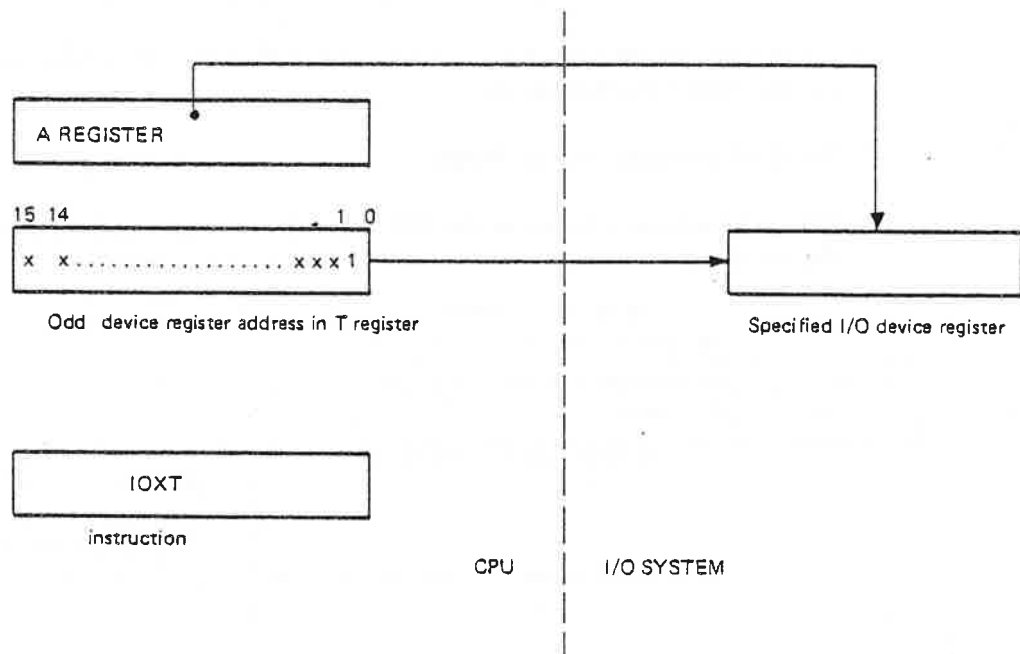 A REGISTER
15 14 1 0
x x.................. xxx1
Odd device register address in T register
Specified I/O device register
IOXT
instruction
CPU
I/O SYSTEM